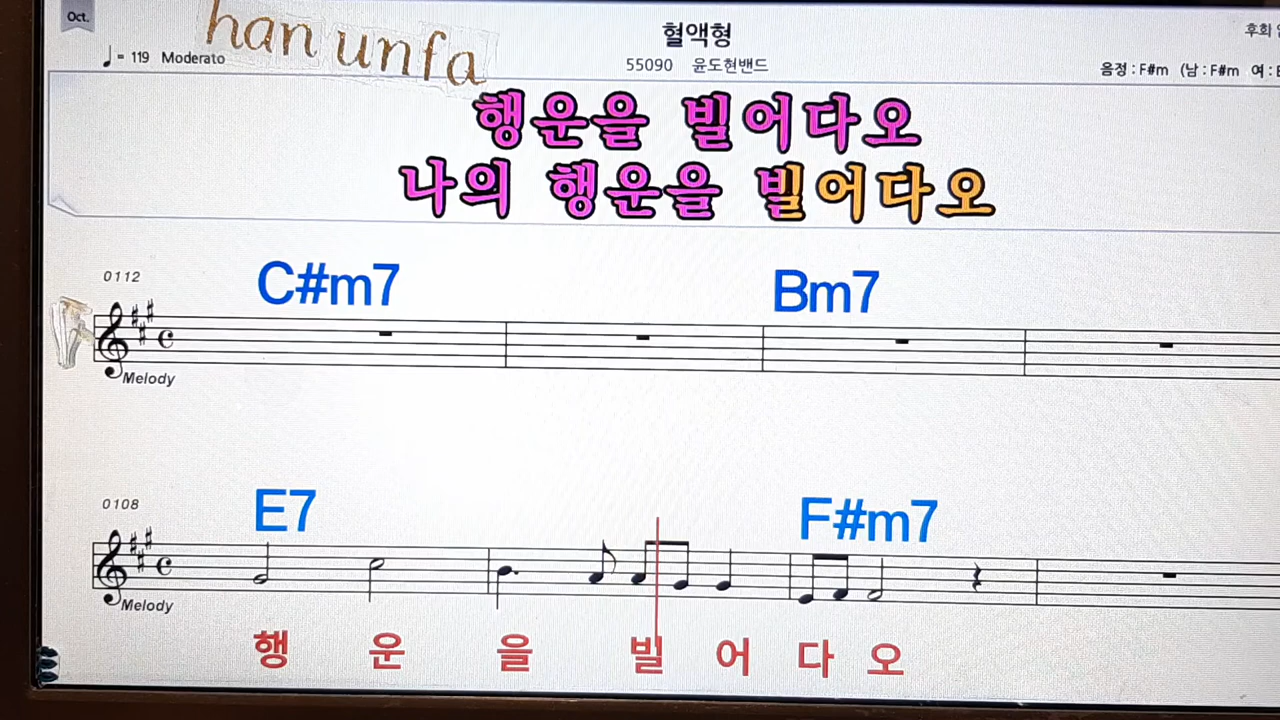 Oct.
han unfa
♩ = 119 Moderato
혈액형
55090 윤도현밴드
후회
음정 : F#m (남 : F#m 여 : E
행운을 빌어다오
나의 행운을 빌어다오
0112
C#m7 Bm7
Melody
0108
E7 F#m7
Melody
행 운 을 빌 어 다 오